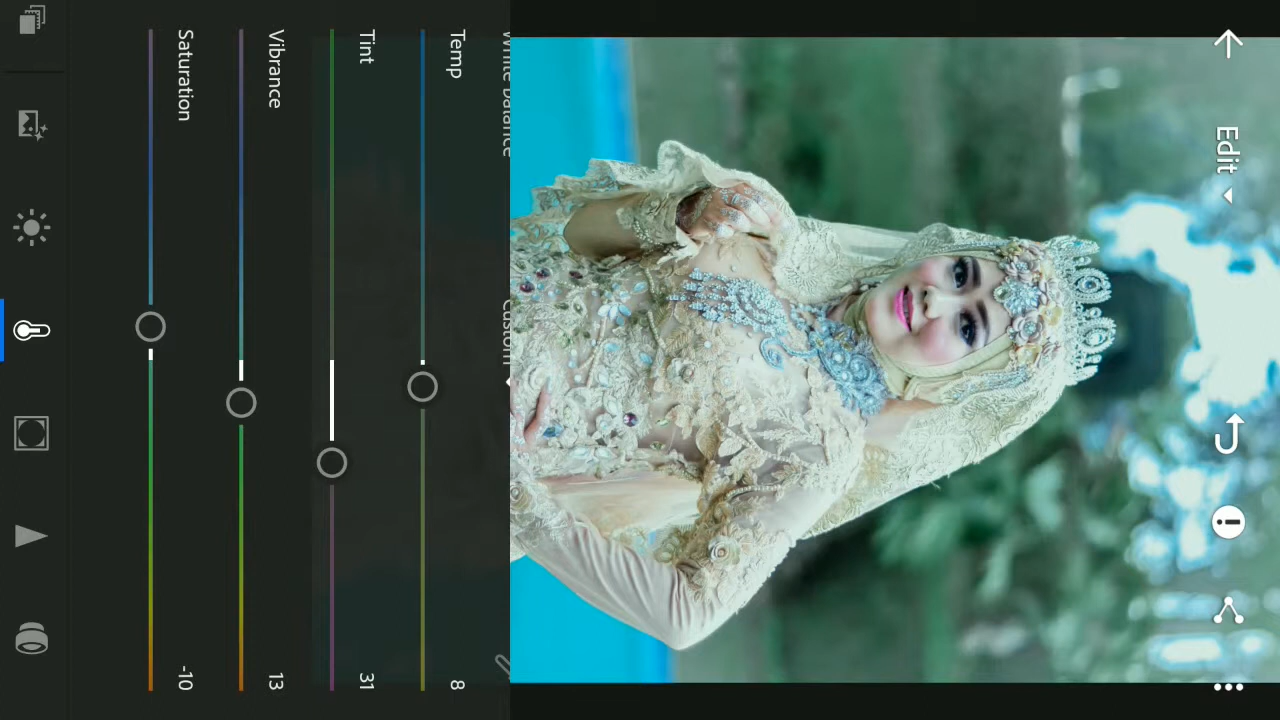 Edit
White Balance
Custom
Temp
8
Tint
31
Vibrance
13
Saturation
-10